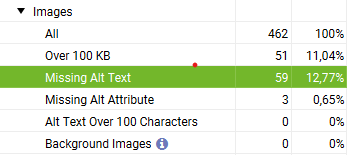 Images
All 462 100%
Over 100 KB 51 11,04%
Missing Alt Text 59 12,77%
Missing Alt Attribute 3 0,65%
Alt Text Over 100 Characters 0 0%
Background Images 0 0%